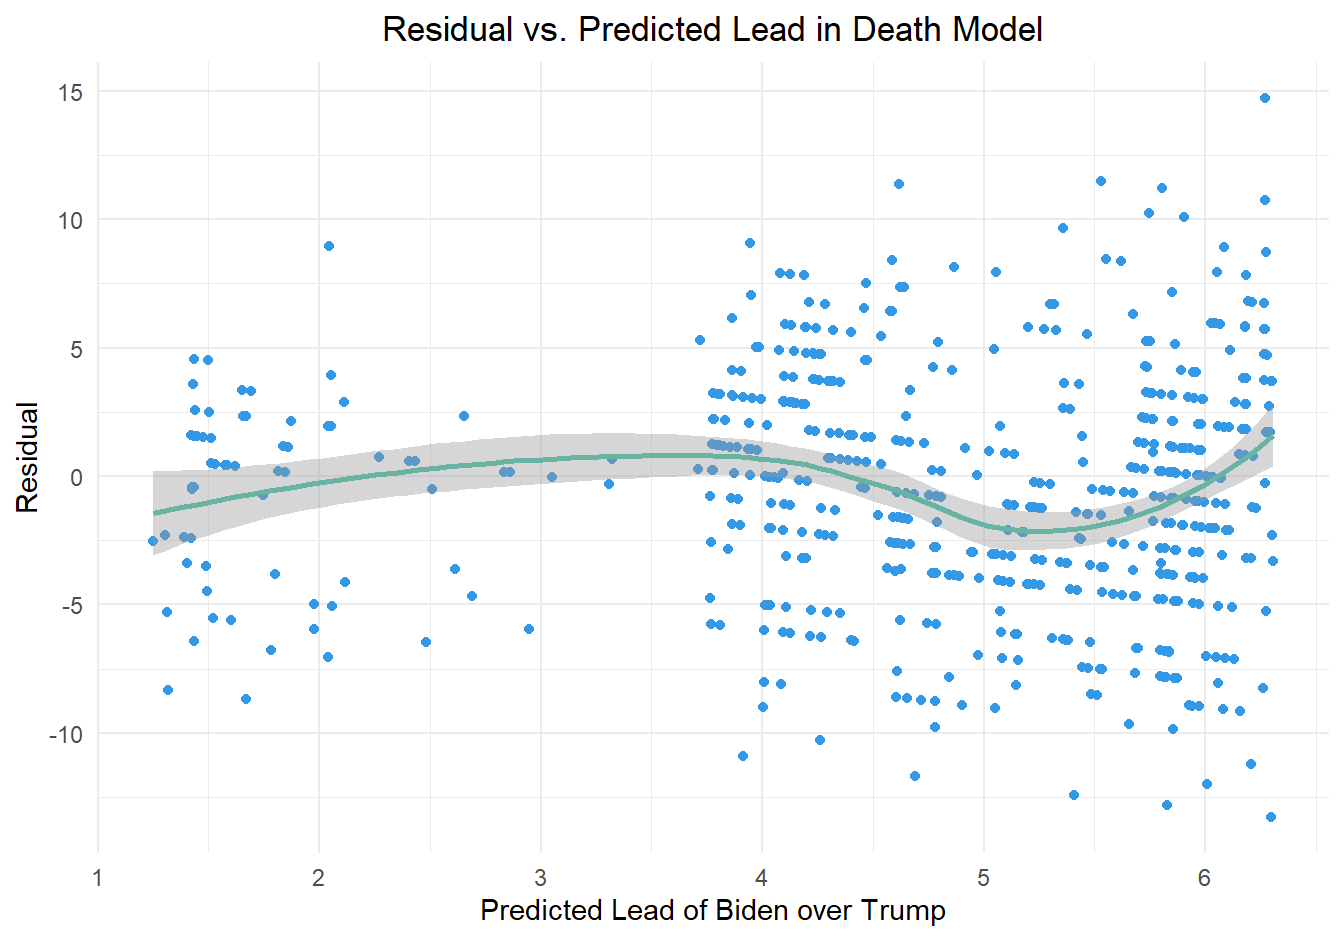 Residual vs. Predicted Lead in Death Model
15
10
5
0
-5
-10
Residual
1 2 3 4 5 6
Predicted Lead of Biden over Trump